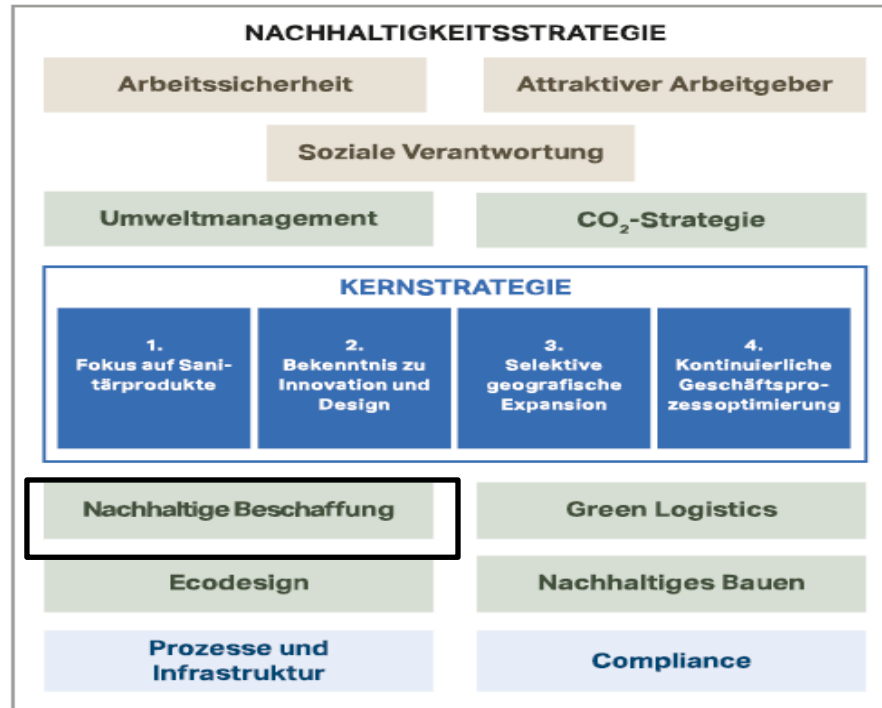 NACHHALTIGKEITSSTRATEGIE
Arbeitssicherheit
Attraktiver Arbeitgeber
Soziale Verantwortung
Umweltmanagement
CO₂-Strategie
KERNSTRATEGIE
1.
Fokus auf Sani-
tärprodukte
2.
Bekenntnis zu
Innovation und
Design
3.
Selektive
geografische
Expansion
4.
Kontinuierliche
Geschäftspro-
zessoptimierung
Nachhaltige Beschaffung
Green Logistics
Ecodesign
Nachhaltiges Bauen
Prozesse und
Infrastruktur
Compliance